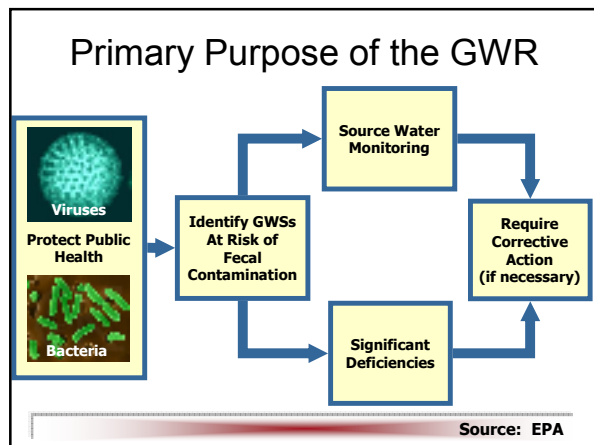 Primary Purpose of the GWR
Viruses
Protect Public
Health
Bacteria
Identify GWSs
At Risk of
Fecal
Contamination
Source Water
Monitoring
Significant
Deficiencies
Require
Corrective
Action
(if necessary)
Source: EPA